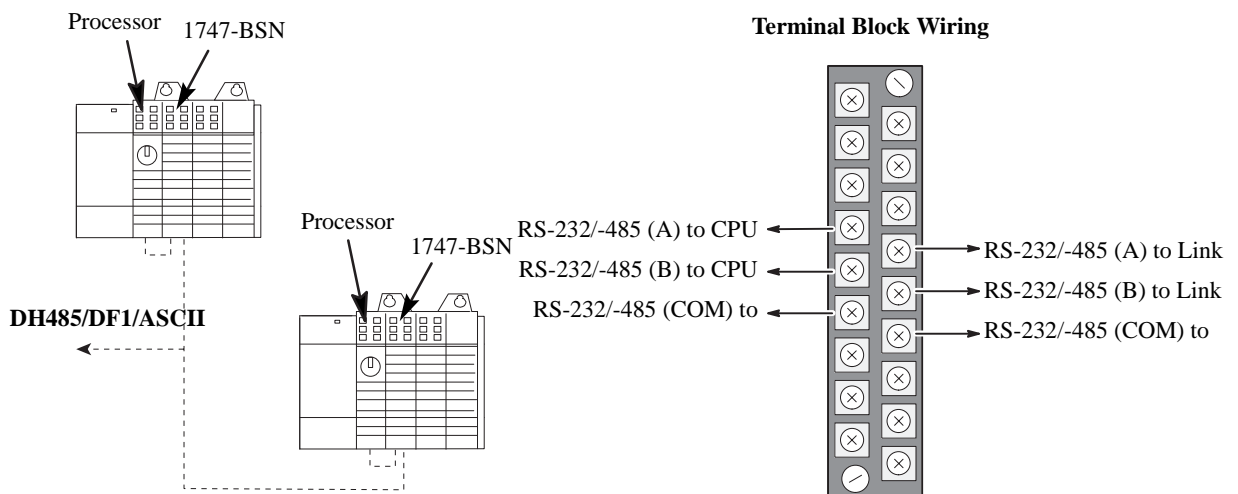 Processor
1747-BSN
Terminal Block Wiring
Processor
1747-BSN
DH485/DF1/ASCII
RS-232/-485 (A) to CPU
RS-232/-485 (B) to CPU
RS-232/-485 (COM) to
RS-232/-485 (A) to Link
RS-232/-485 (B) to Link
RS-232/-485 (COM) to